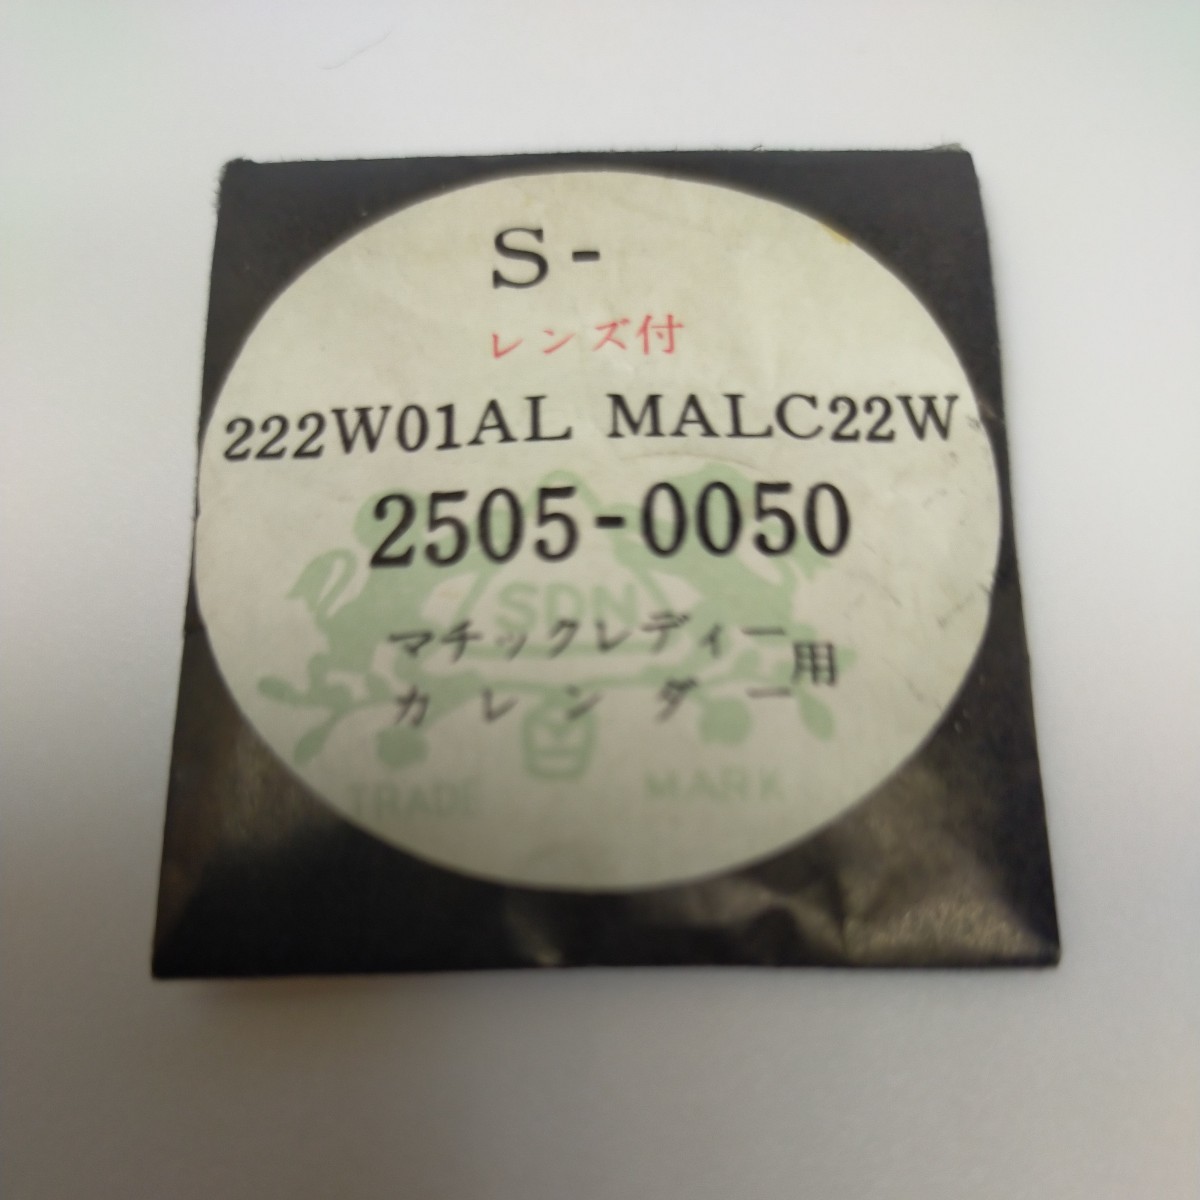 S-
レンズ付
222W01AL MALC22W
2505-0050
SDN
マチックレディー
カレンダー用
TRADE MARK